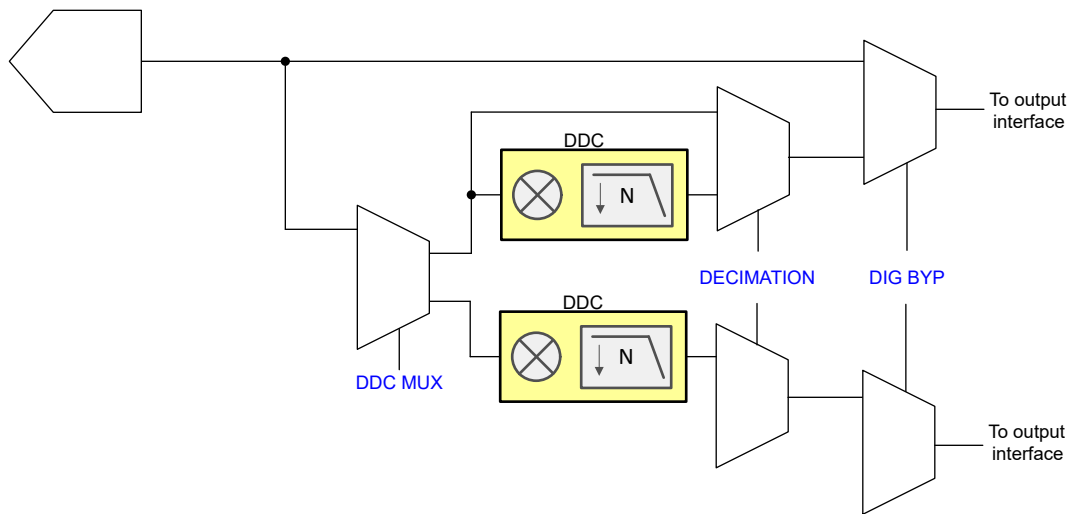 To output
interface
DDC
N
DECIMATION
DIG BYP
DDC
N
DDC MUX
To output
interface